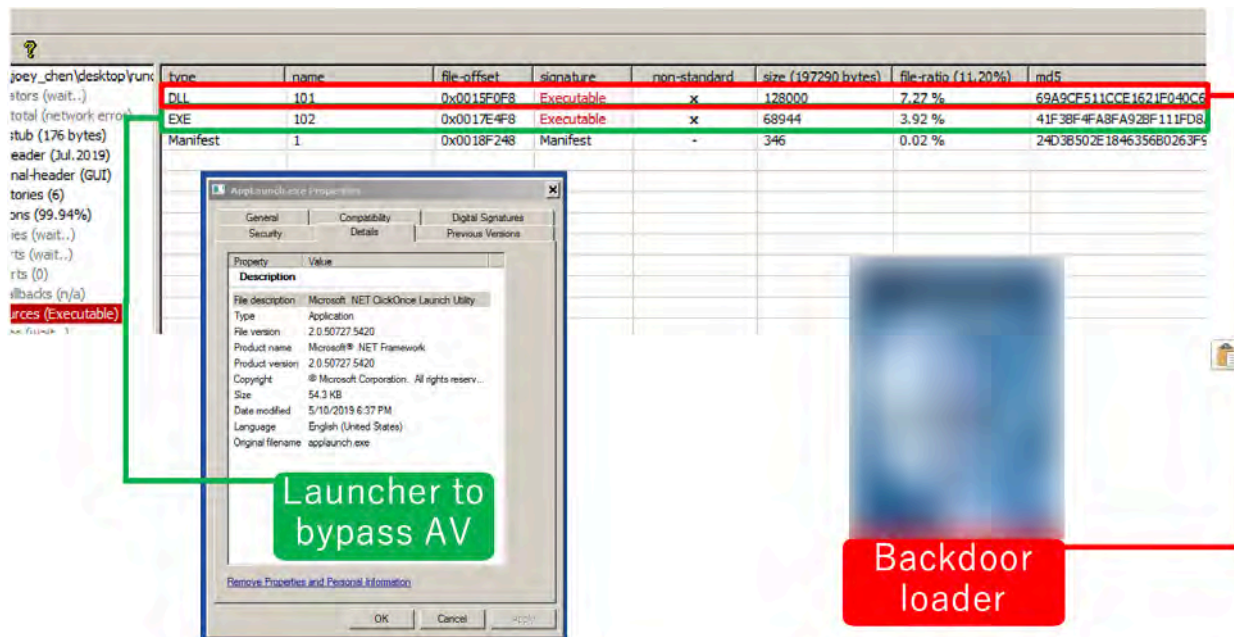 joey_chen\desktop\runc
ators (wait..)
total (network error)
stub (176 bytes)
eader (Jul.2019)
nal-header (GUI)
tories (6)
ons (99.94%)
ies (wait..)
rts (wait..)
rts (0)
allbacks (n/a)
urces (Executable)
type name file-offset signature non-standard size (197290 bytes) file-ratio (11.20%) md5
DLL 101 0x0015F0F8 Executable x 128000 7.27 % 69A9CF511CCE1621F040C6
EXE 102 0x0017E4F8 Executable x 68944 3.92 % 41F3BF4FA8FA92BF111FD8
Manifest 1 0x0018F248 Manifest - 346 0.02 % 24D3B502E1846356B0263F9
AppLaunch.exe Properties
General Compatibility Digital Signatures
Security Details Previous Versions
Property Value
Description
File description Microsoft .NET ClickOnce Launch Utility
Type Application
File version 2.0.50727.5420
Product name Microsoft® .NET Framework
Product version 2.0.50727.5420
Copyright © Microsoft Corporation. All rights reserv...
Size 54.3 KB
Date modified 5/10/2019 6:37 PM
Language English (United States)
Original filename applaunch.exe
Launcher to
bypass AV
Remove Properties and Personal Information
OK Cancel Apply
Backdoor
loader